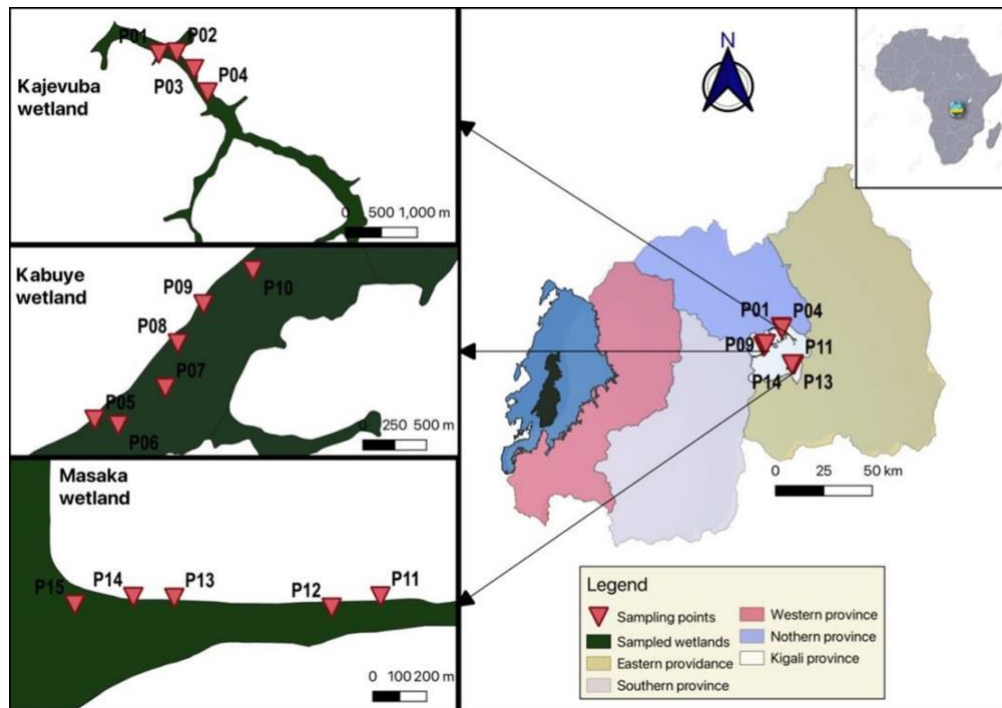 P01
P02
P03
P04
Kajevuba
wetland
0 500 1,000 m
Kabuye
wetland
P09
P10
P08
P07
P05
P06
0 250 500 m
Masaka
wetland
P15
P14
P13
P12
P11
0 100 200 m
N
P01
P04
P09
P11
P14
P13
0 25 50 km
Legend
Sampling points
Sampled wetlands
Eastern providance
Southern province
Western province
Nothern province
Kigali province